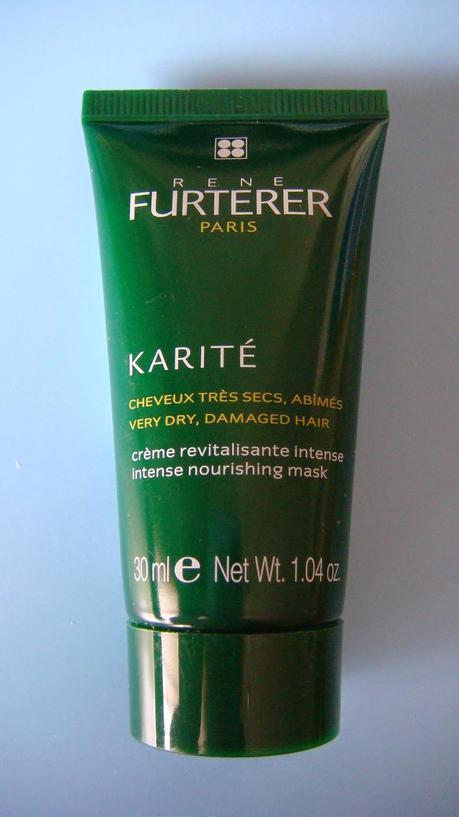 RENE
FURTERER
PARIS
KARITÉ
CHEVEUX TRÈS SECS, ABÎMÉS
VERY DRY, DAMAGED HAIR
crème revitalisante intense
intense nourishing mask
30 ml e Net Wt. 1.04 oz.